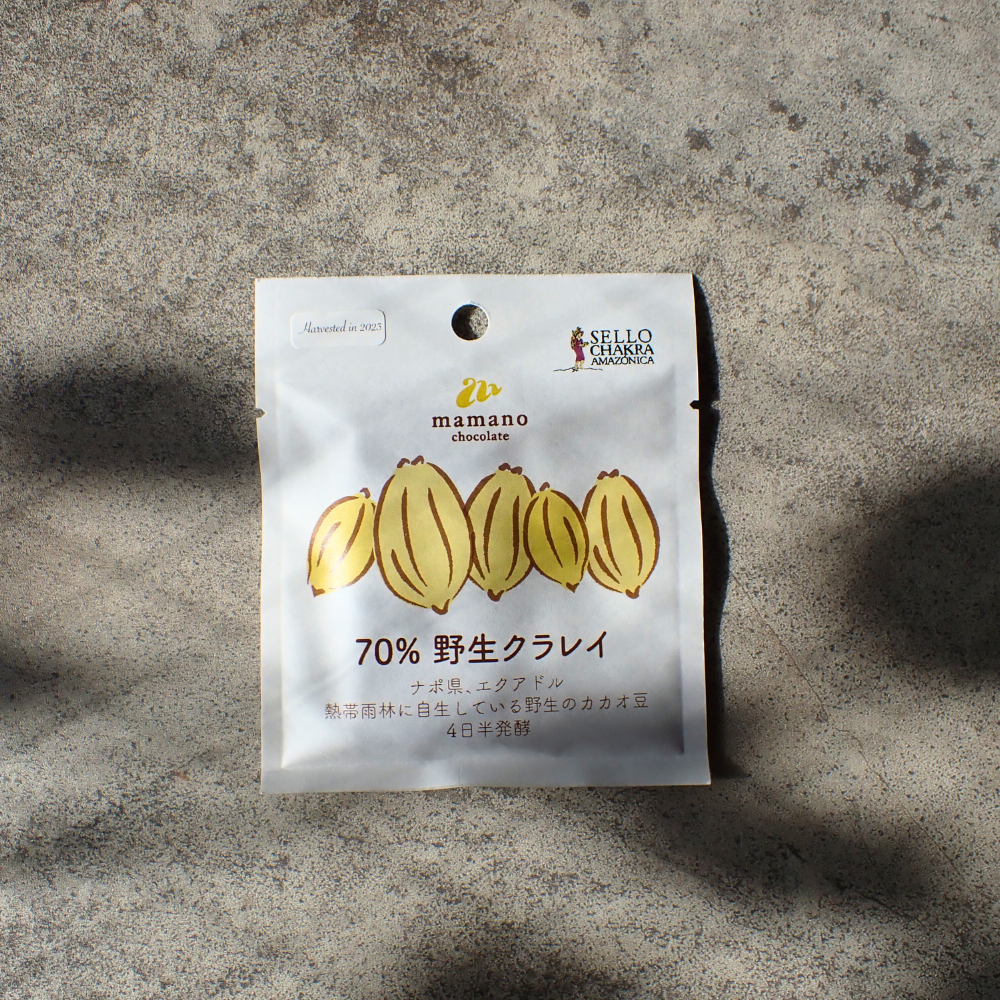 Harvested in 2023
SELLO
CHAKRA
AMAZÓNICA
mamano
chocolate
70% 野生クラレイ
ナポ県、エクアドル
熱帯雨林に自生している野生のカカオ豆
4日半発酵